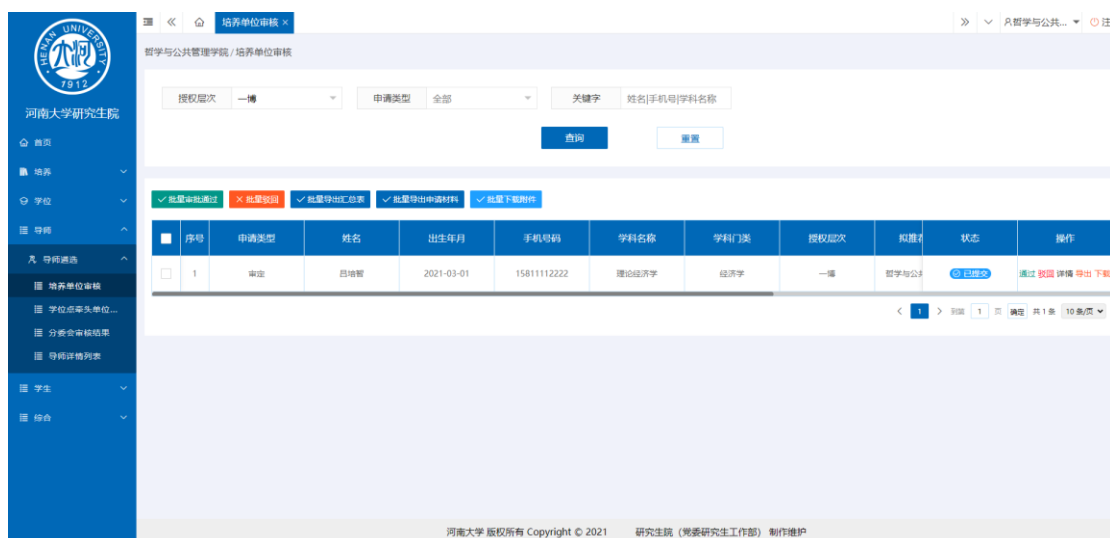 HENAN UNIVERSITY
1912
河南大学研究生院
首页
培养
学位
导师
导师遴选
培养单位审核
学位点牵头单位...
分委会审核结果
导师详情列表
学生
综合
培养单位审核 ×
哲学与公共... 注
哲学与公共管理学院 / 培养单位审核
授权层次 一博 申请类型 全部 关键字 姓名|手机号|学科名称
查询 重置
批量审批通过 批量驳回 批量导出汇总表 批量导出申请材料 批量下载附件
序号 申请类型 姓名 出生年月 手机号码 学科名称 学科门类 授权层次 拟推荐 状态 操作
1 审定 吕培智 2021-03-01 15811112222 理论经济学 经济学 一博 哲学与公共 已提交 通过 驳回 详情 导出 下载
1 到第 1 页 确定 共 1 条 10 条/页
河南大学 版权所有 Copyright © 2021 研究生院（党委研究生工作部） 制作维护